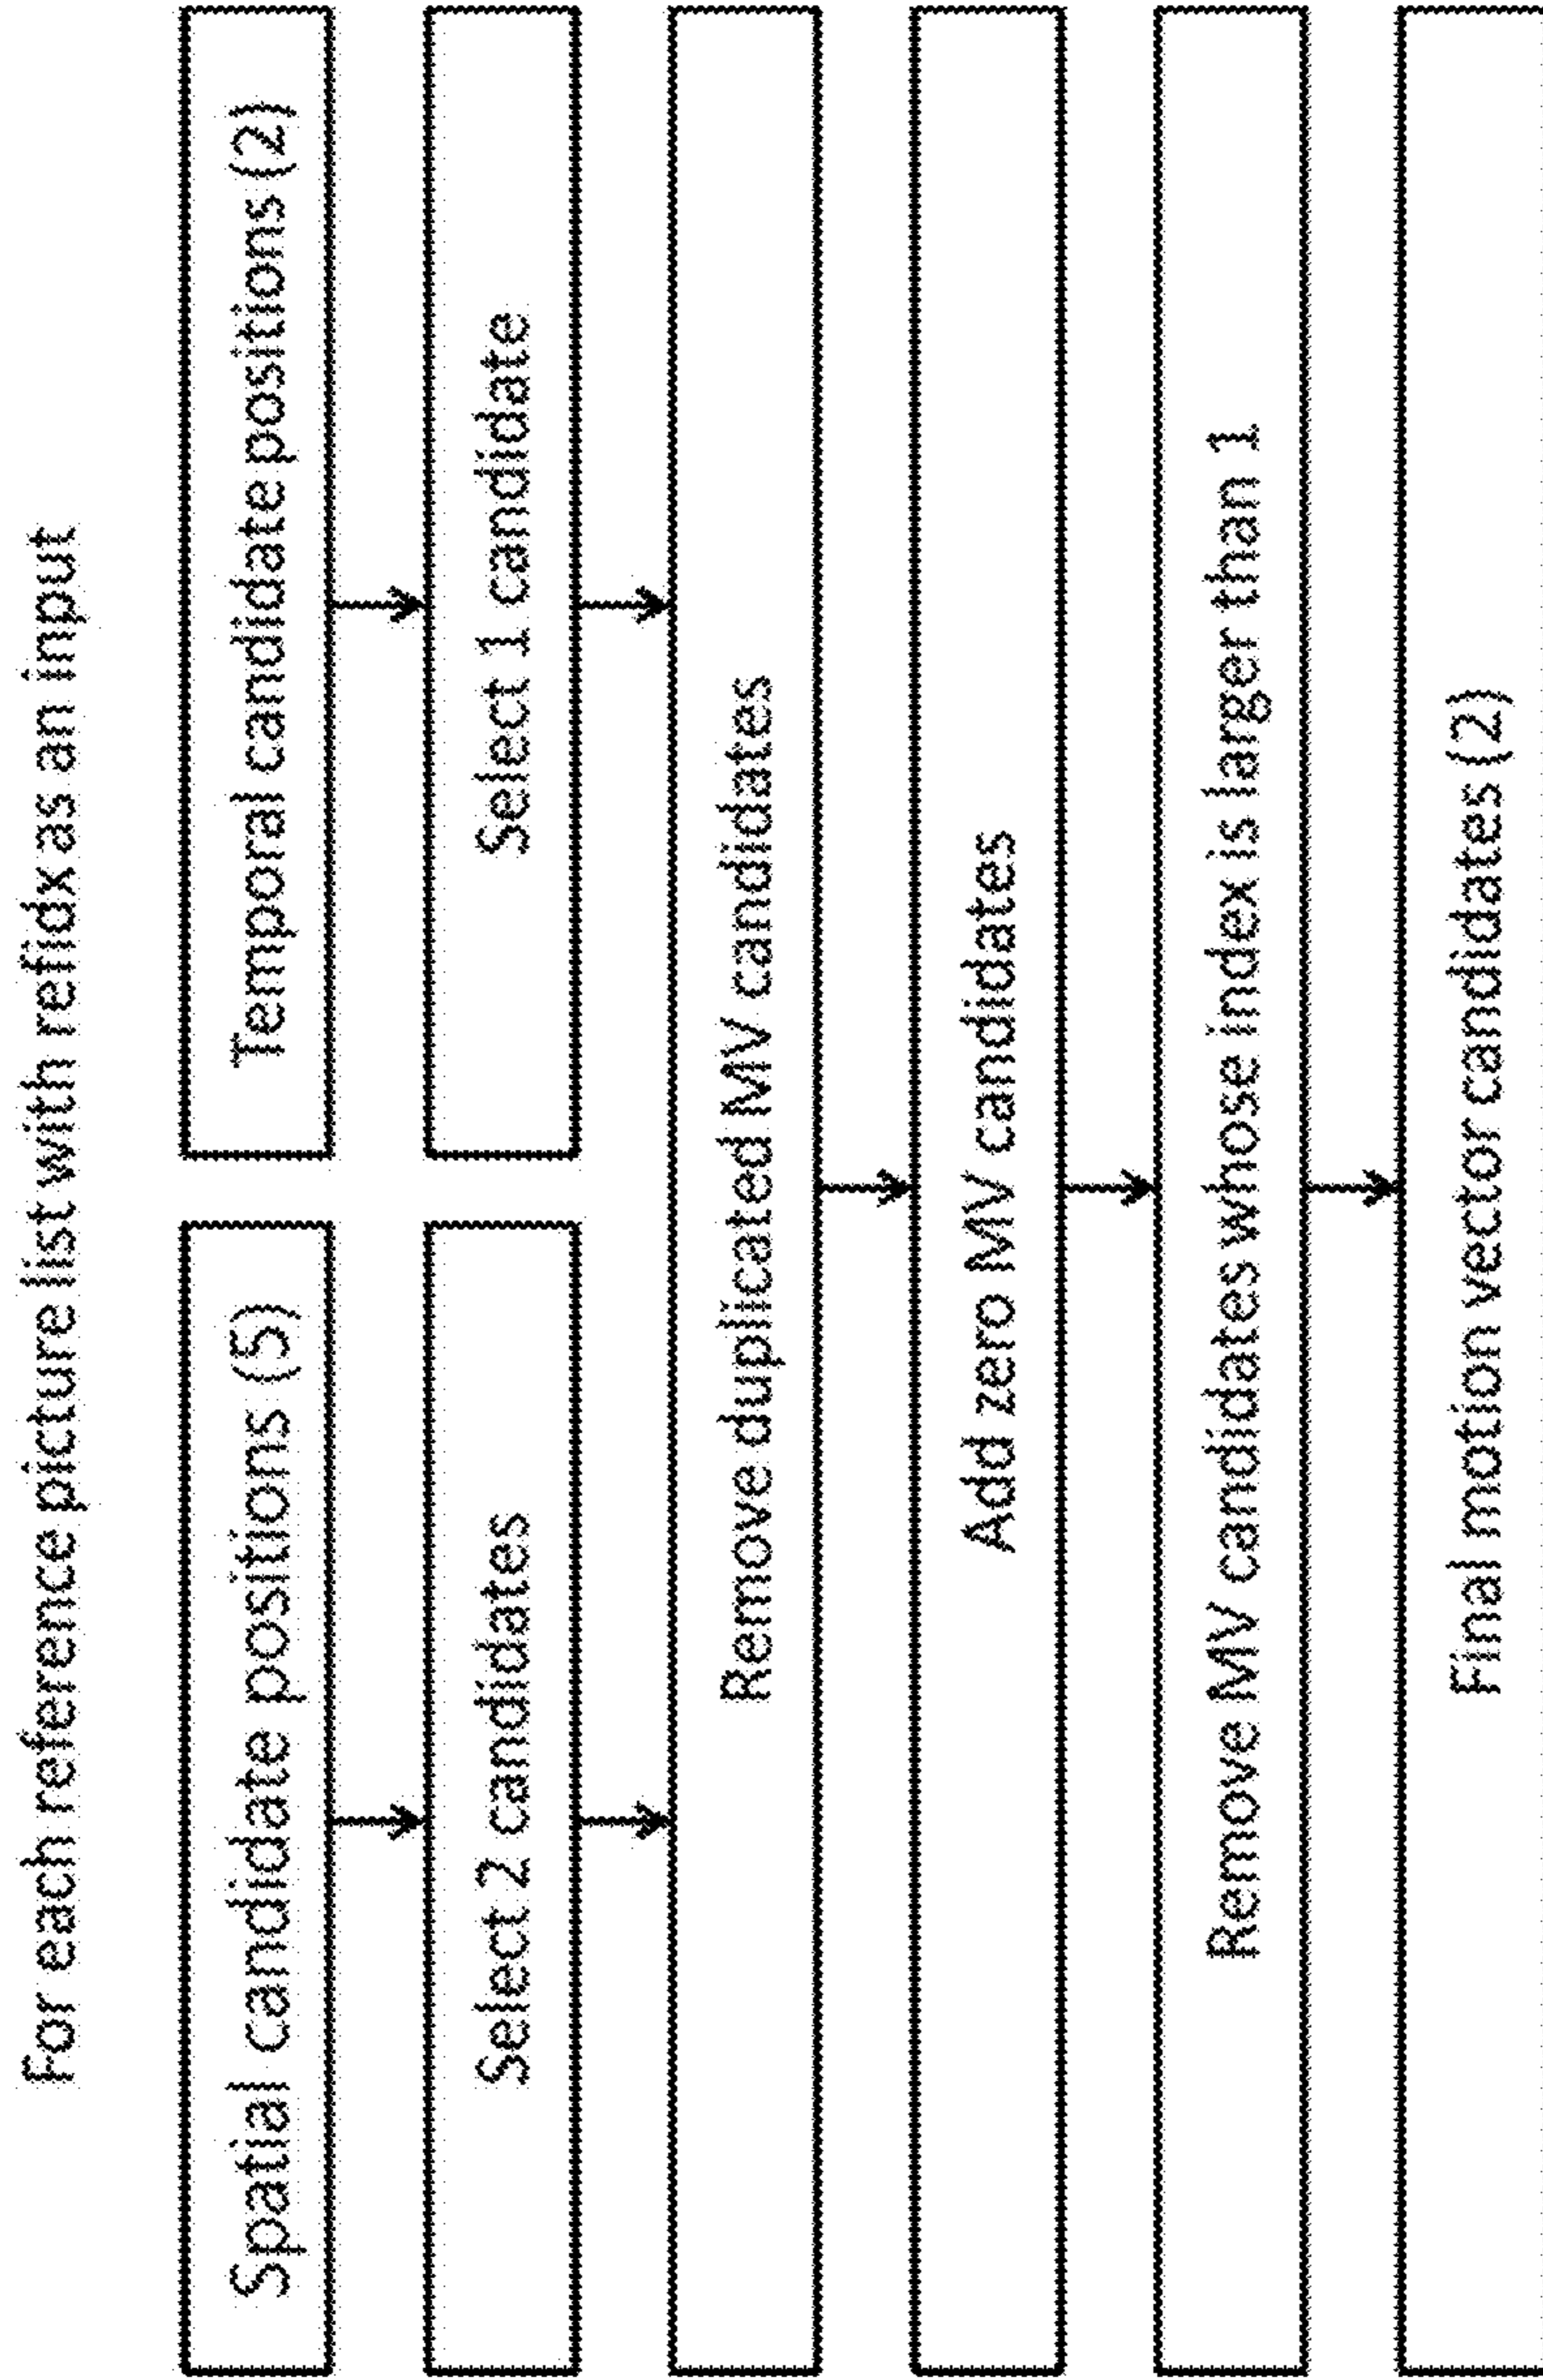 For each reference picture list with refidx as an input
Spatial candidate positions (5)
Temporal candidate positions (2)
Select 2 candidates
Select 1 candidate
Remove duplicated MV candidates
Add zero MV candidates
Remove MV candidates whose index is larger than 1
Final motion vector candidates (2)